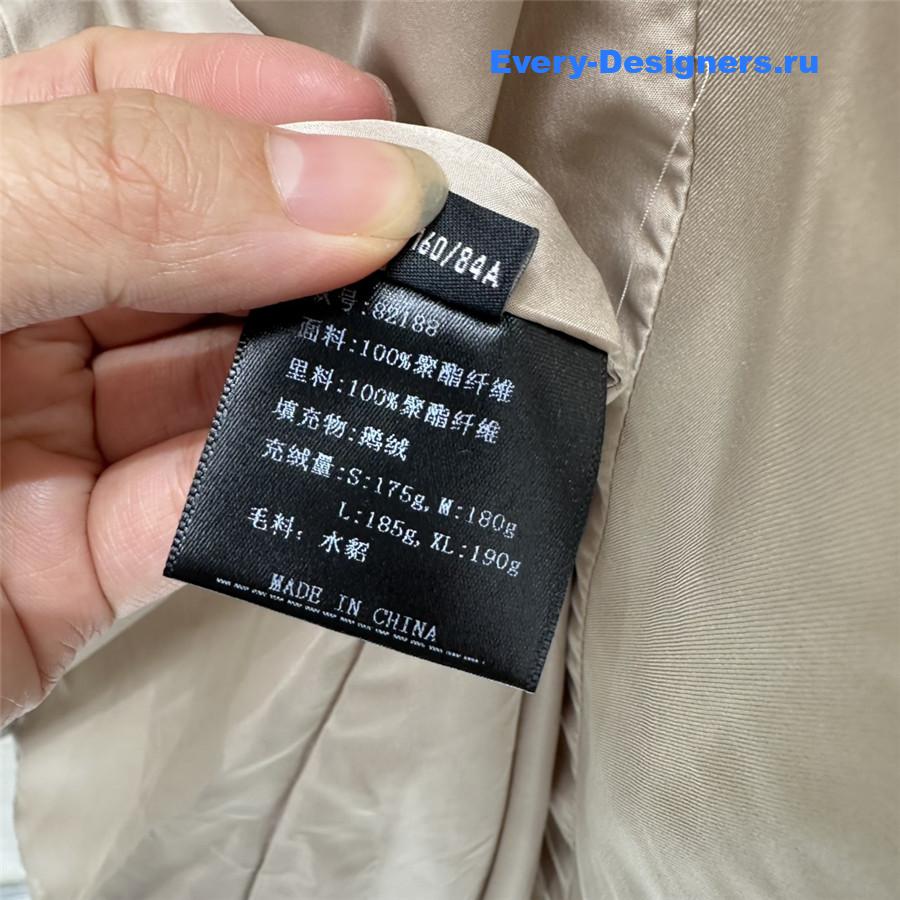 Every-Designers.ru
160/84A
号:82188
面料:100%聚酯纤维
里料:100%聚酯纤维
填充物:鹅绒
充绒量:S:175g,M:180g
L:185g,XL:190g
毛料: 水貂
MADE IN CHINA